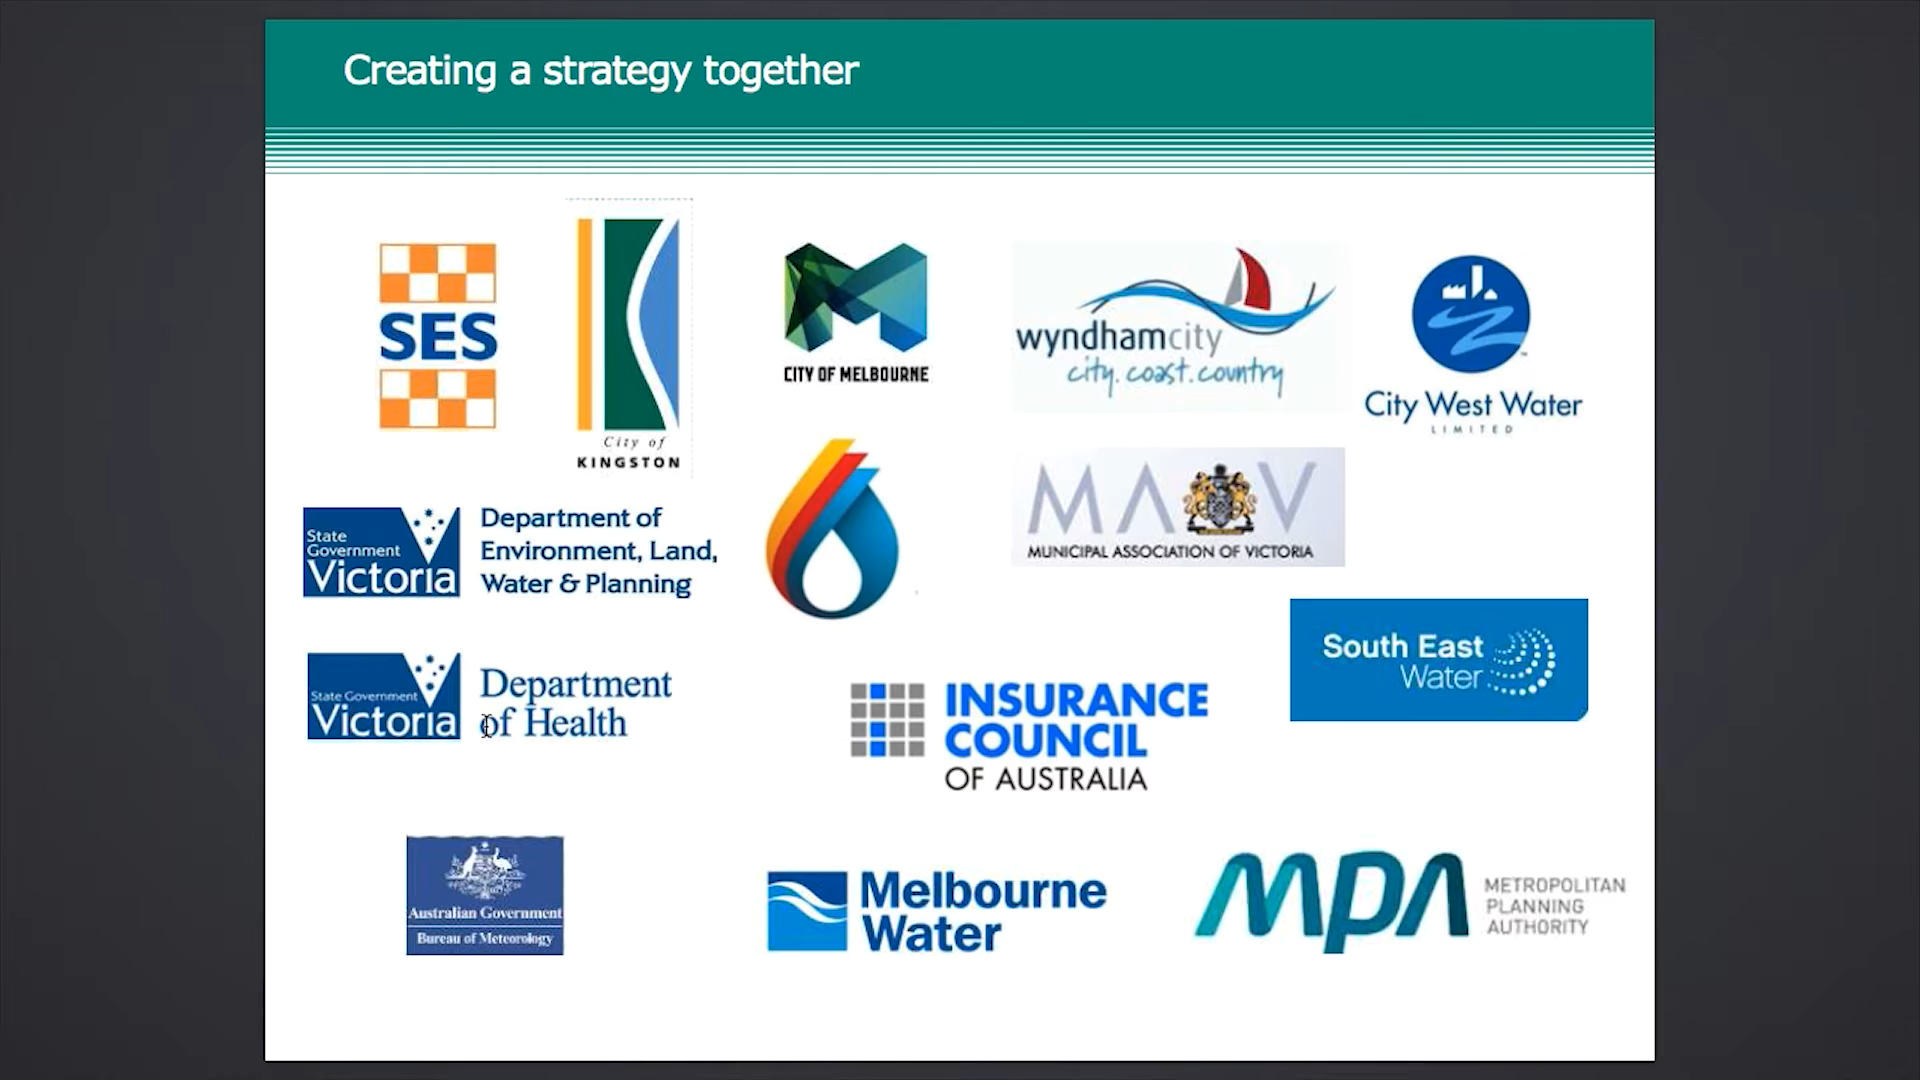 Creating a strategy together
SES
City of
KINGSTON
CITY OF MELBOURNE
wyndhamcity
city. coast. country
City West Water
LIMITED
State
Government
Victoria
Department of
Environment, Land,
Water & Planning
MAV
MUNICIPAL ASSOCIATION OF VICTORIA
South East
Water
State Government
Victoria
Department
of Health
INSURANCE
COUNCIL
OF AUSTRALIA
Australian Government
Bureau of Meteorology
Melbourne
Water
MPA
METROPOLITAN
PLANNING
AUTHORITY